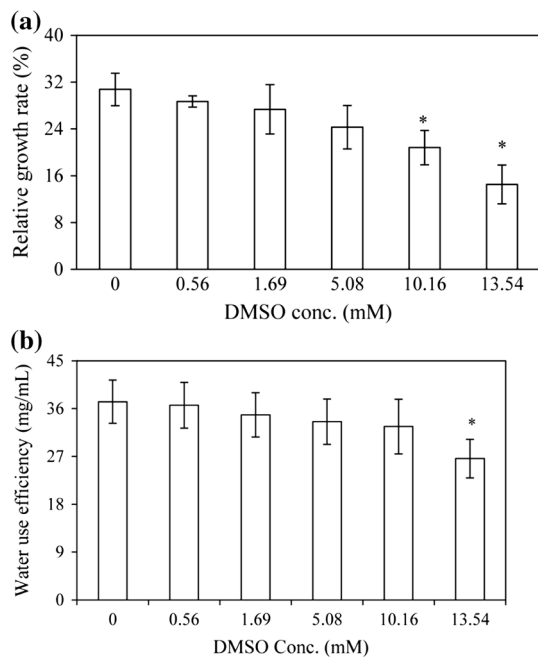 (a)
Relative growth rate (%)
40
32
24
16
8
0
*
*
0 0.56 1.69 5.08 10.16 13.54
DMSO conc. (mM)
(b)
Water use efficiency (mg/mL)
45
36
27
18
9
0
*
0 0.56 1.69 5.08 10.16 13.54
DMSO Conc. (mM)